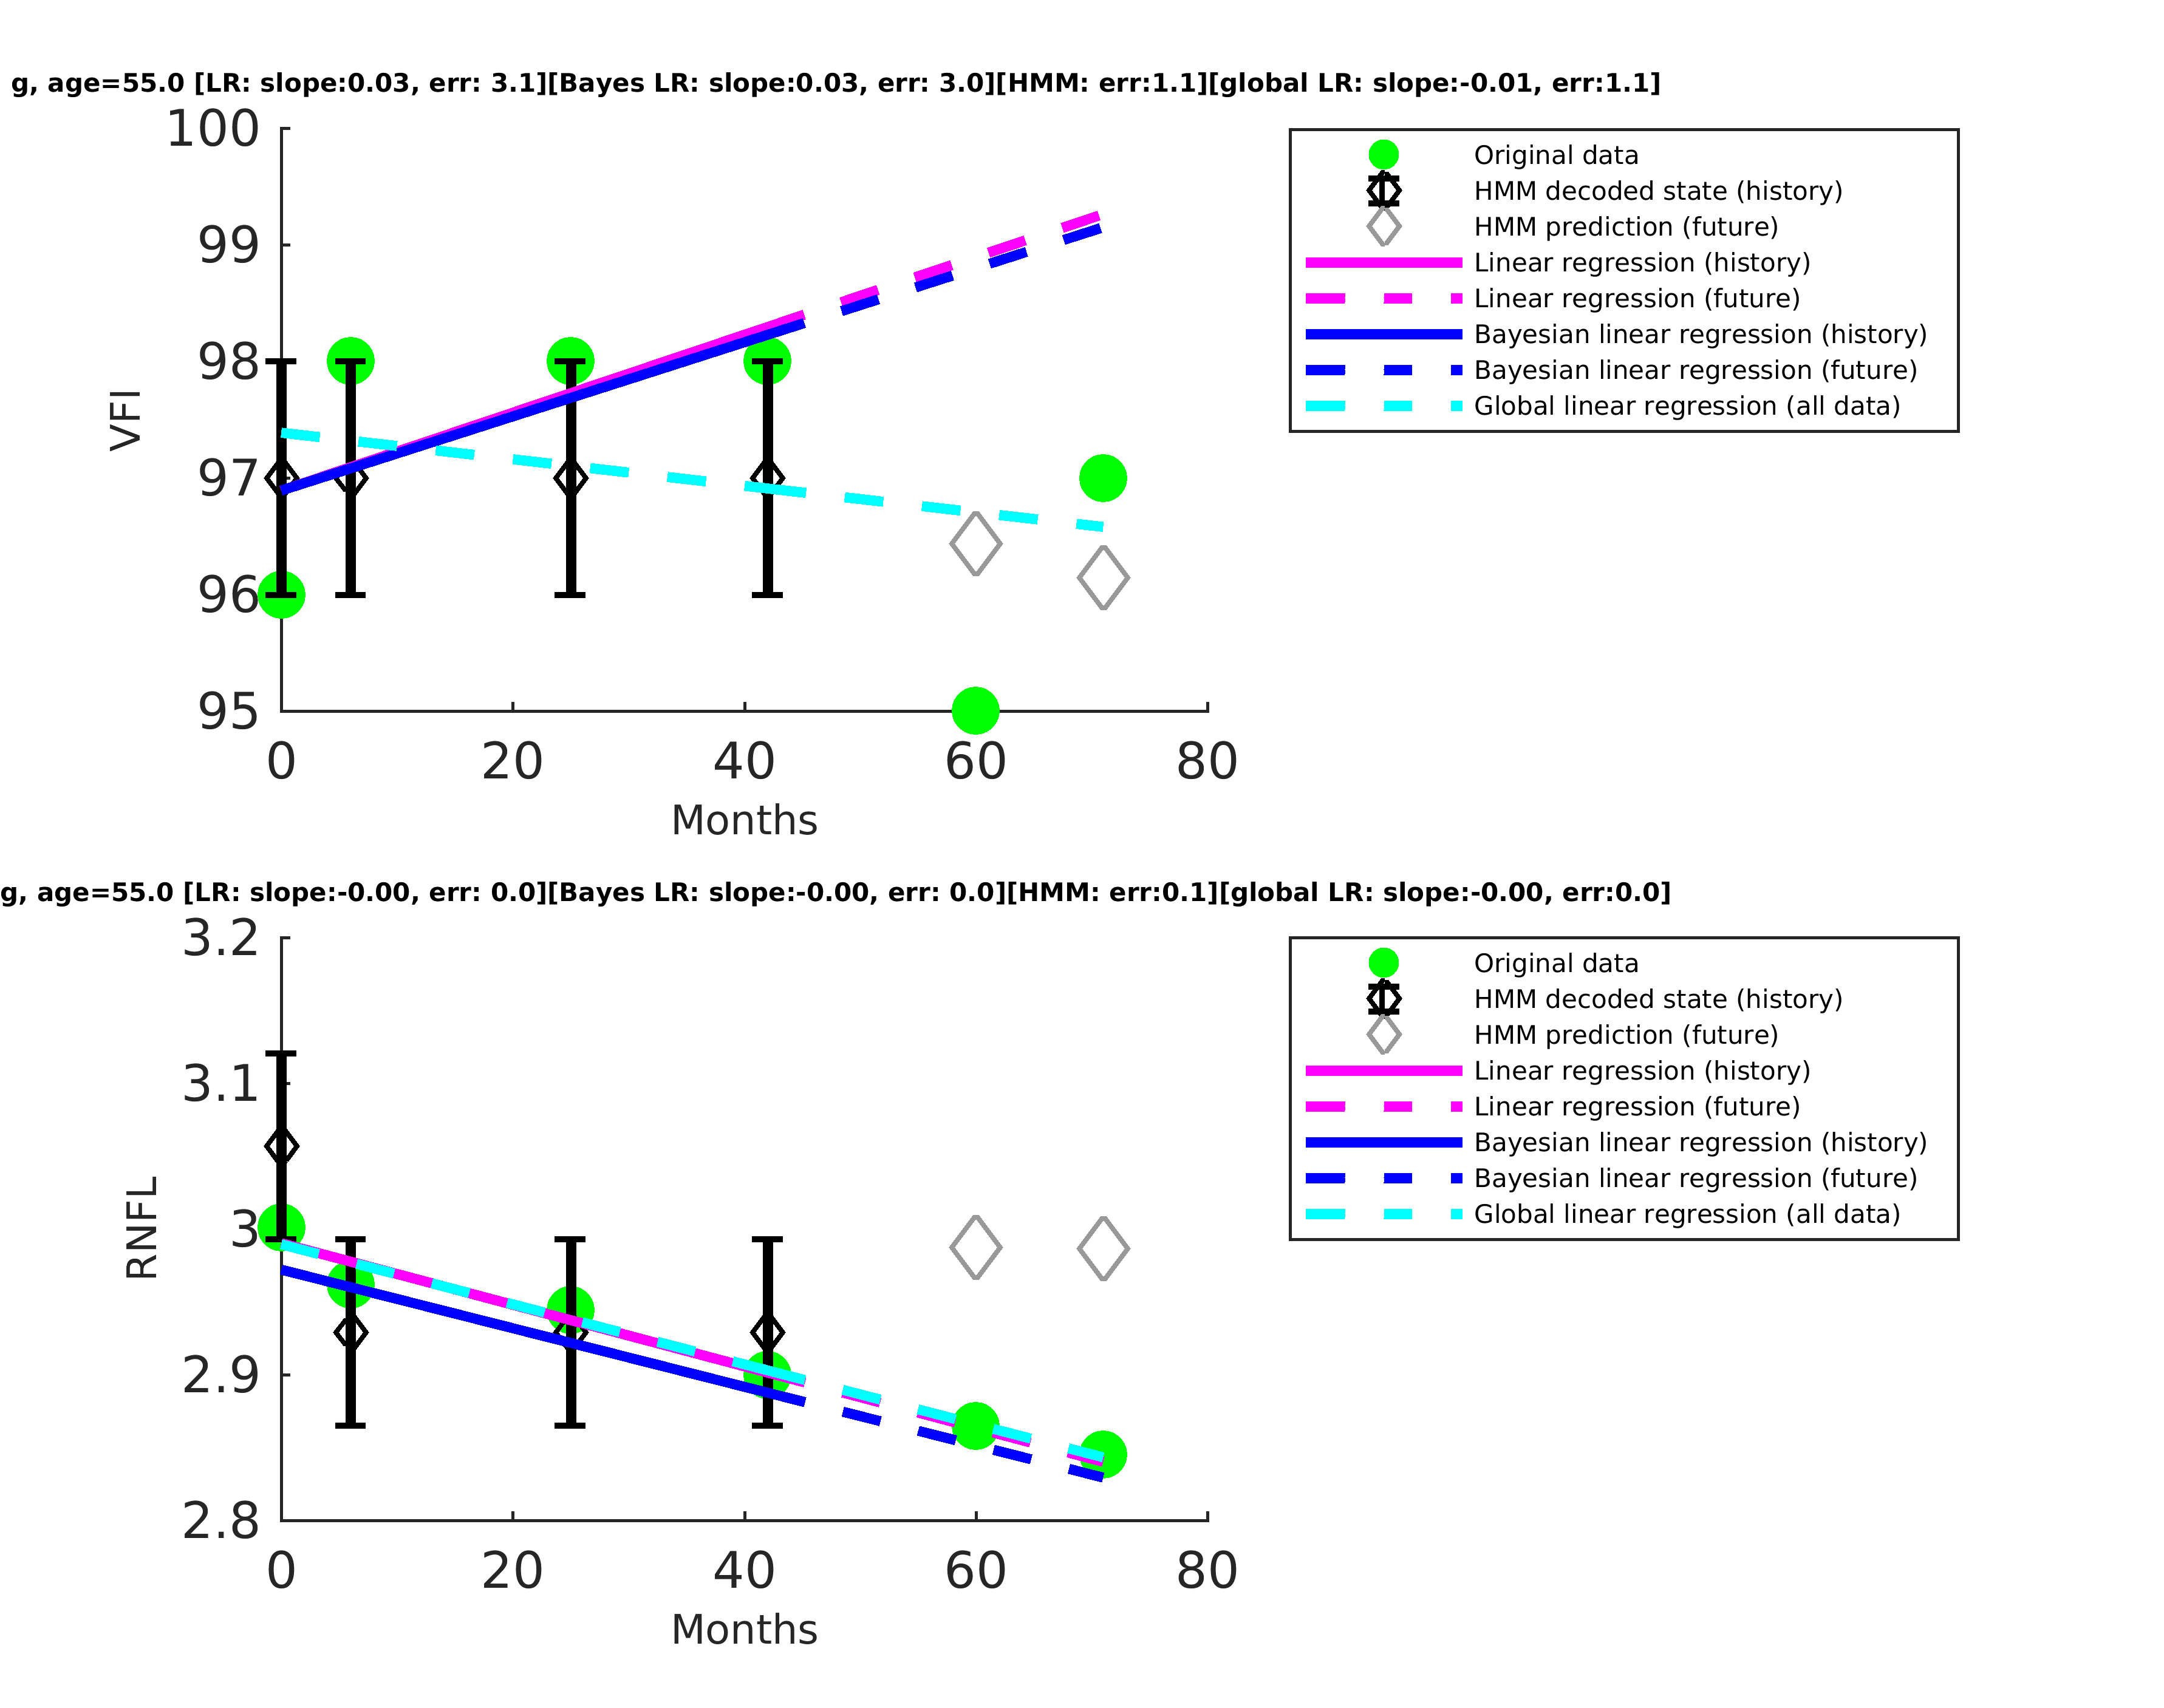 g, age=55.0 [LR: slope:0.03, err: 3.1][Bayes LR: slope:0.03, err: 3.0][HMM: err:1.1][global LR: slope:-0.01, err:1.1]
100
99
98
97
96
95
VFI
0 20 40 60 80
Months
Original data
HMM decoded state (history)
HMM prediction (future)
Linear regression (history)
Linear regression (future)
Bayesian linear regression (history)
Bayesian linear regression (future)
Global linear regression (all data)
g, age=55.0 [LR: slope:-0.00, err: 0.0][Bayes LR: slope:-0.00, err: 0.0][HMM: err:0.1][global LR: slope:-0.00, err:0.0]
3.2
3.1
3
2.9
2.8
RNFL
0 20 40 60 80
Months
Original data
HMM decoded state (history)
HMM prediction (future)
Linear regression (history)
Linear regression (future)
Bayesian linear regression (history)
Bayesian linear regression (future)
Global linear regression (all data)